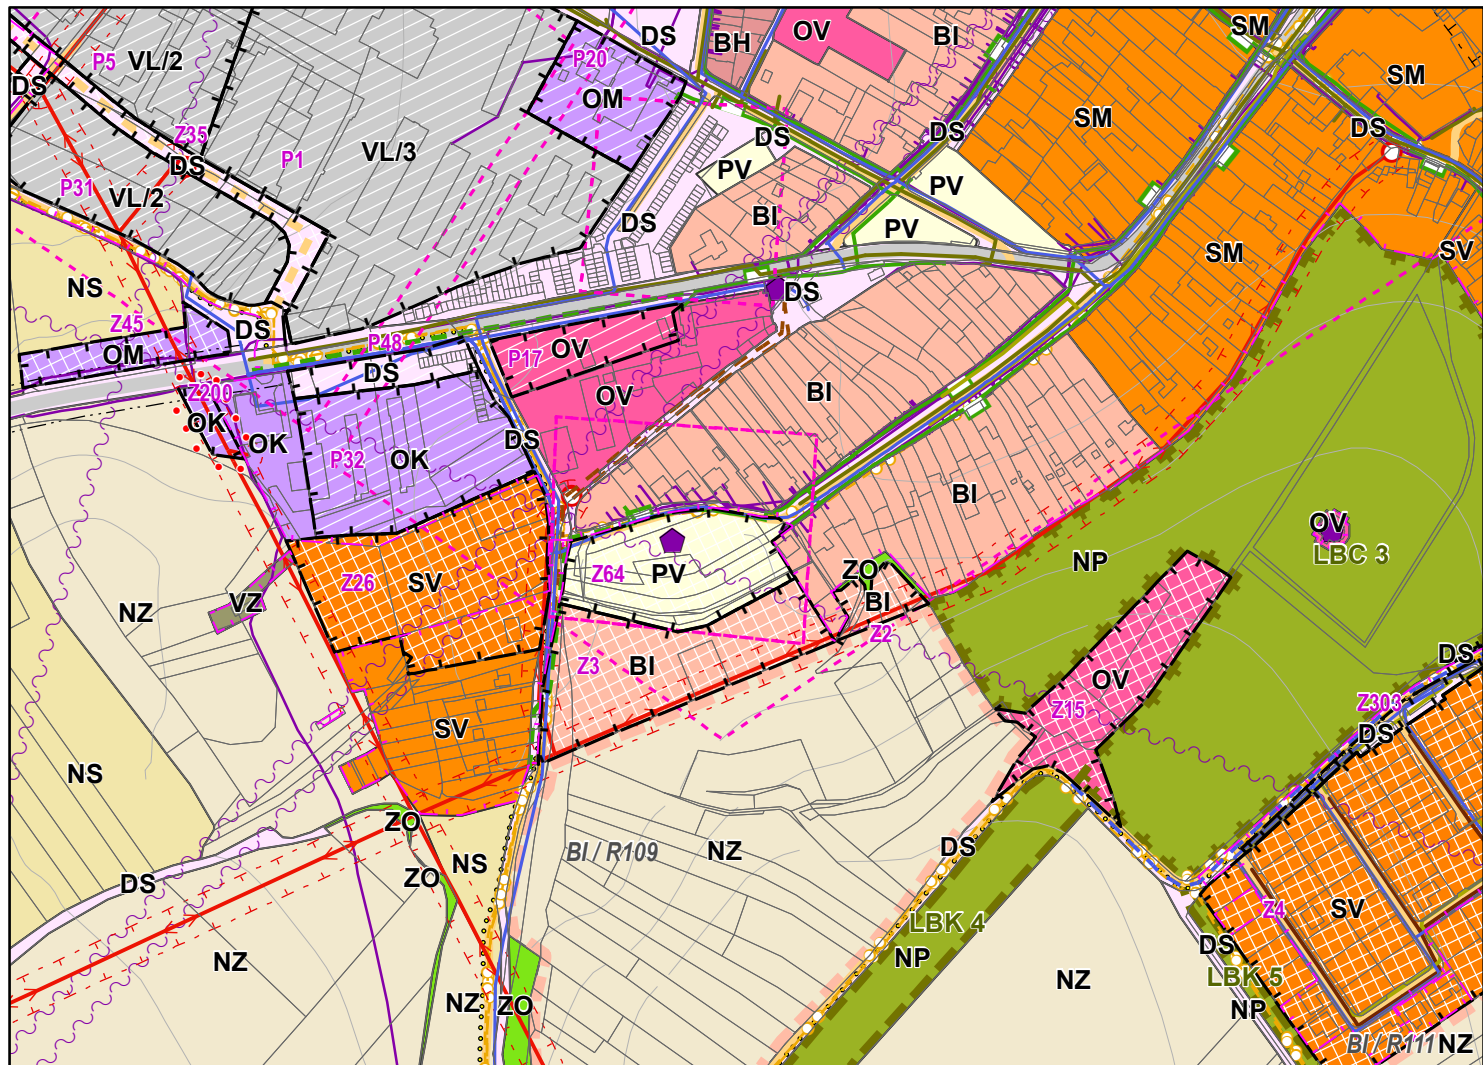 DS
BH
OV
BI
SM
P5
VL/2
P20
OM
SM
DS
SM
Z35
DS
P1
VL/3
DS
DS
DS
PV
PV
P31
VL/2
BI
PV
DS
SM
SV
NS
DS
Z45
DS
OM
P48
DS
P17
OV
OV
BI
Z200
OK
OK
P32
OK
DS
BI
OV
LBC 3
NP
Z26
SV
Z64
PV
ZO
BI
Z2
VZ
NZ
Z3
BI
DS
OV
Z15
Z303
DS
SV
NS
ZO
BI / R109
NZ
DS
NS
DS
ZO
Z4
SV
LBK 4
NP
DS
NZ
NZ
LBK 5
NP
NZ
ZO
BI / R111
NZ